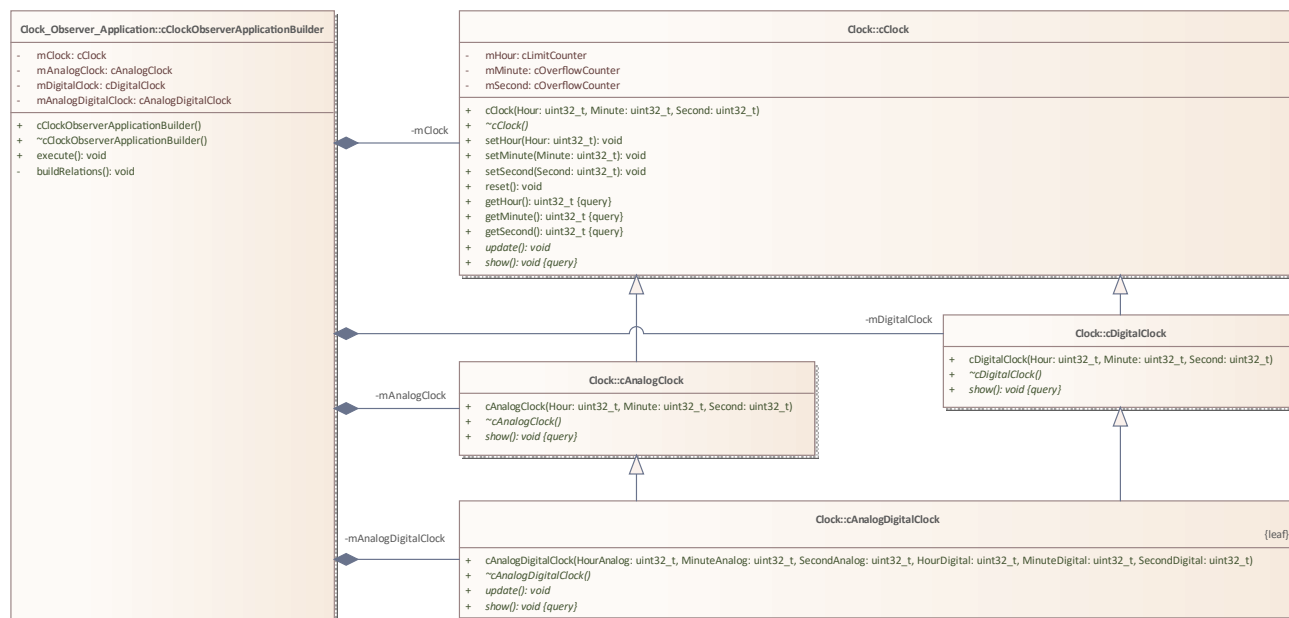 Clock_Observer_Application::cClockObserverApplicationBuilder
- mClock: cClock
- mAnalogClock: cAnalogClock
- mDigitalClock: cDigitalClock
- mAnalogDigitalClock: cAnalogDigitalClock
+ cClockObserverApplicationBuilder()
+ ~cClockObserverApplicationBuilder()
+ execute(): void
- buildRelations(): void
-mClock
Clock::cClock
- mHour: cLimitCounter
- mMinute: cOverflowCounter
- mSecond: cOverflowCounter
+ cClock(Hour: uint32_t, Minute: uint32_t, Second: uint32_t)
+ ~cClock()
+ setHour(Hour: uint32_t): void
+ setMinute(Minute: uint32_t): void
+ setSecond(Second: uint32_t): void
+ reset(): void
+ getHour(): uint32_t {query}
+ getMinute(): uint32_t {query}
+ getSecond(): uint32_t {query}
+ update(): void
+ show(): void {query}
-mDigitalClock
Clock::cDigitalClock
+ cDigitalClock(Hour: uint32_t, Minute: uint32_t, Second: uint32_t)
+ ~cDigitalClock()
+ show(): void {query}
-mAnalogClock
Clock::cAnalogClock
+ cAnalogClock(Hour: uint32_t, Minute: uint32_t, Second: uint32_t)
+ ~cAnalogClock()
+ show(): void {query}
-mAnalogDigitalClock
Clock::cAnalogDigitalClock
{leaf}
+ cAnalogDigitalClock(HourAnalog: uint32_t, MinuteAnalog: uint32_t, SecondAnalog: uint32_t, HourDigital: uint32_t, MinuteDigital: uint32_t, SecondDigital: uint32_t)
+ ~cAnalogDigitalClock()
+ update(): void
+ show(): void {query}